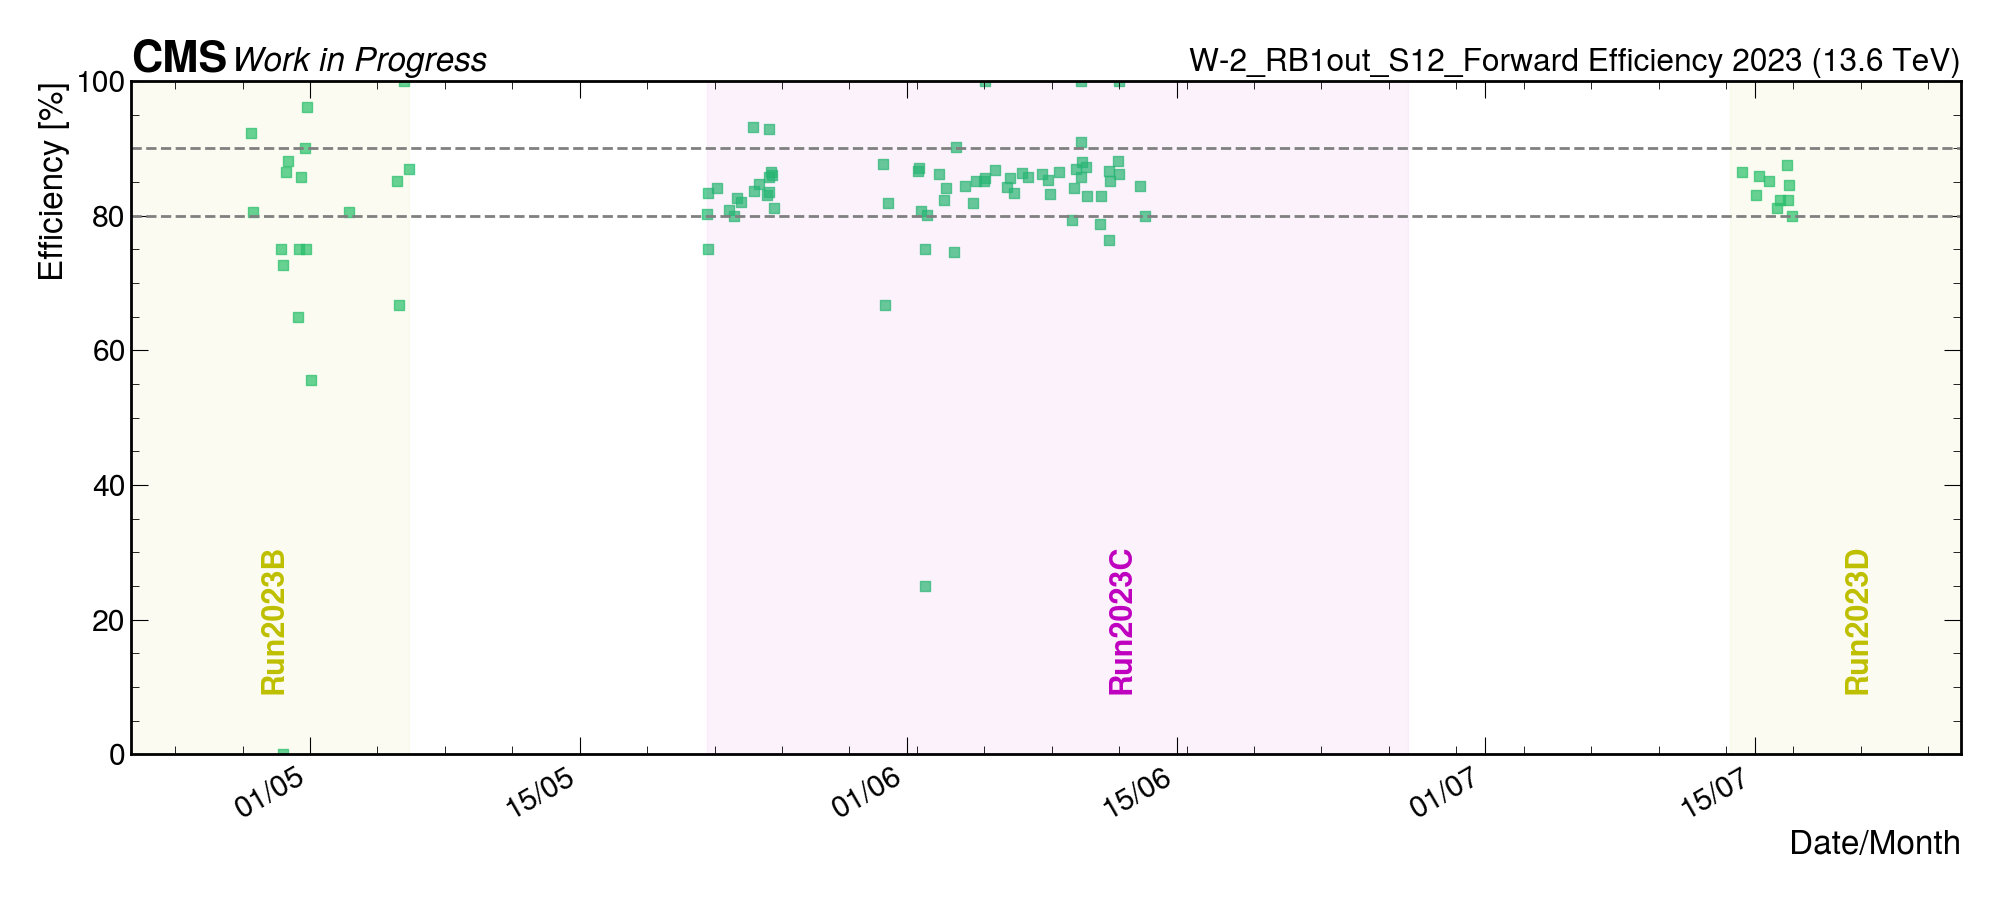 CMS Work in Progress
W-2_RB1out_S12_Forward Efficiency 2023 (13.6 TeV)
Efficiency [%]
100
80
60
40
20
0
Run2023B
Run2023C
Run2023D
01/05
15/05
01/06
15/06
01/07
15/07
Date/Month